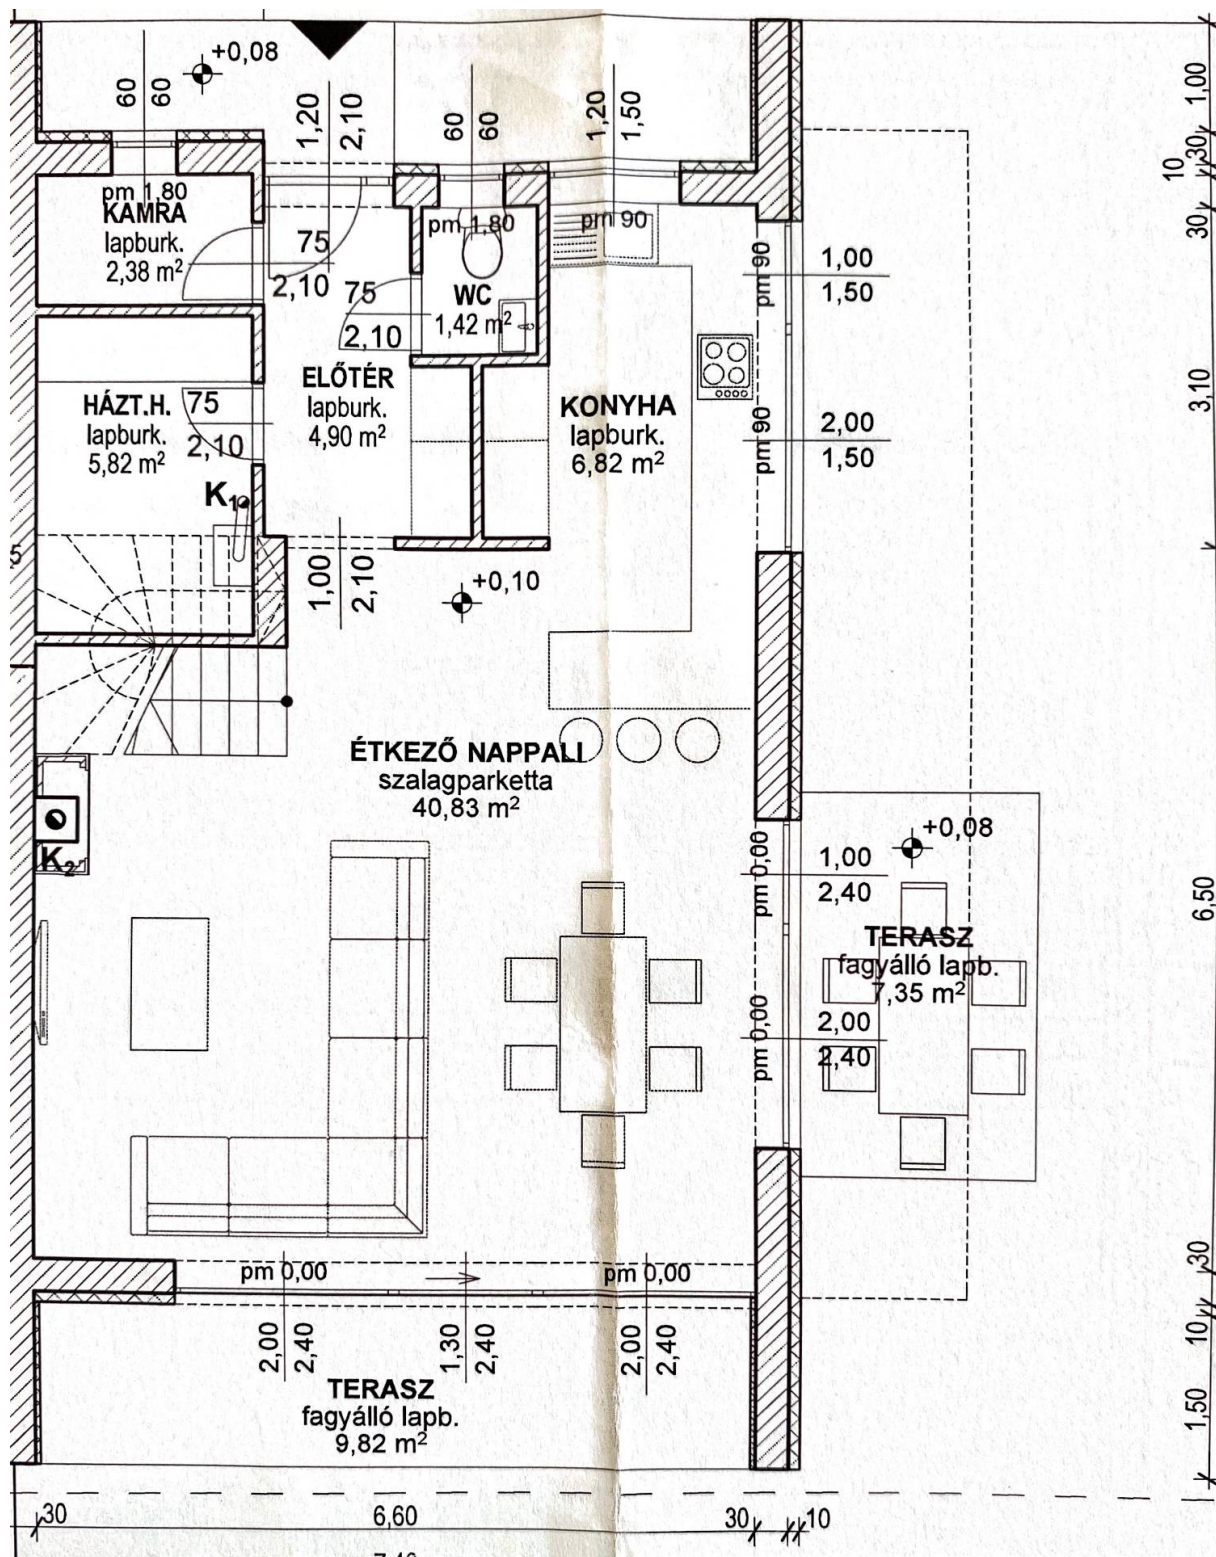 +0,08
60
60
1,20
2,10
60
60
1,20
1,50
1,00
30
10
30
pm 1,80
KAMRA
lapburk.
2,38 m²
75
2,10
pm 1,80
pm 90
WC
1,42 m²
75
2,10
pm 90
1,00
1,50
ELŐTÉR
lapburk.
4,90 m²
HÁZT.H.
lapburk.
5,82 m²
75
2,10
KONYHA
lapburk.
6,82 m²
pm 90
2,00
1,50
3,10
K1
1,00
2,10
+0,10
ÉTKEZŐ NAPPALI
szalagparketta
40,83 m²
K2
pm 0,00
1,00
2,40
+0,08
6,50
TERASZ
fagyálló lapb.
7,35 m²
pm 0,00
2,00
2,40
pm 0,00
pm 0,00
30
10
2,00
2,40
1,30
2,40
2,00
2,40
TERASZ
fagyálló lapb.
9,82 m²
1,50
30
6,60
30
10